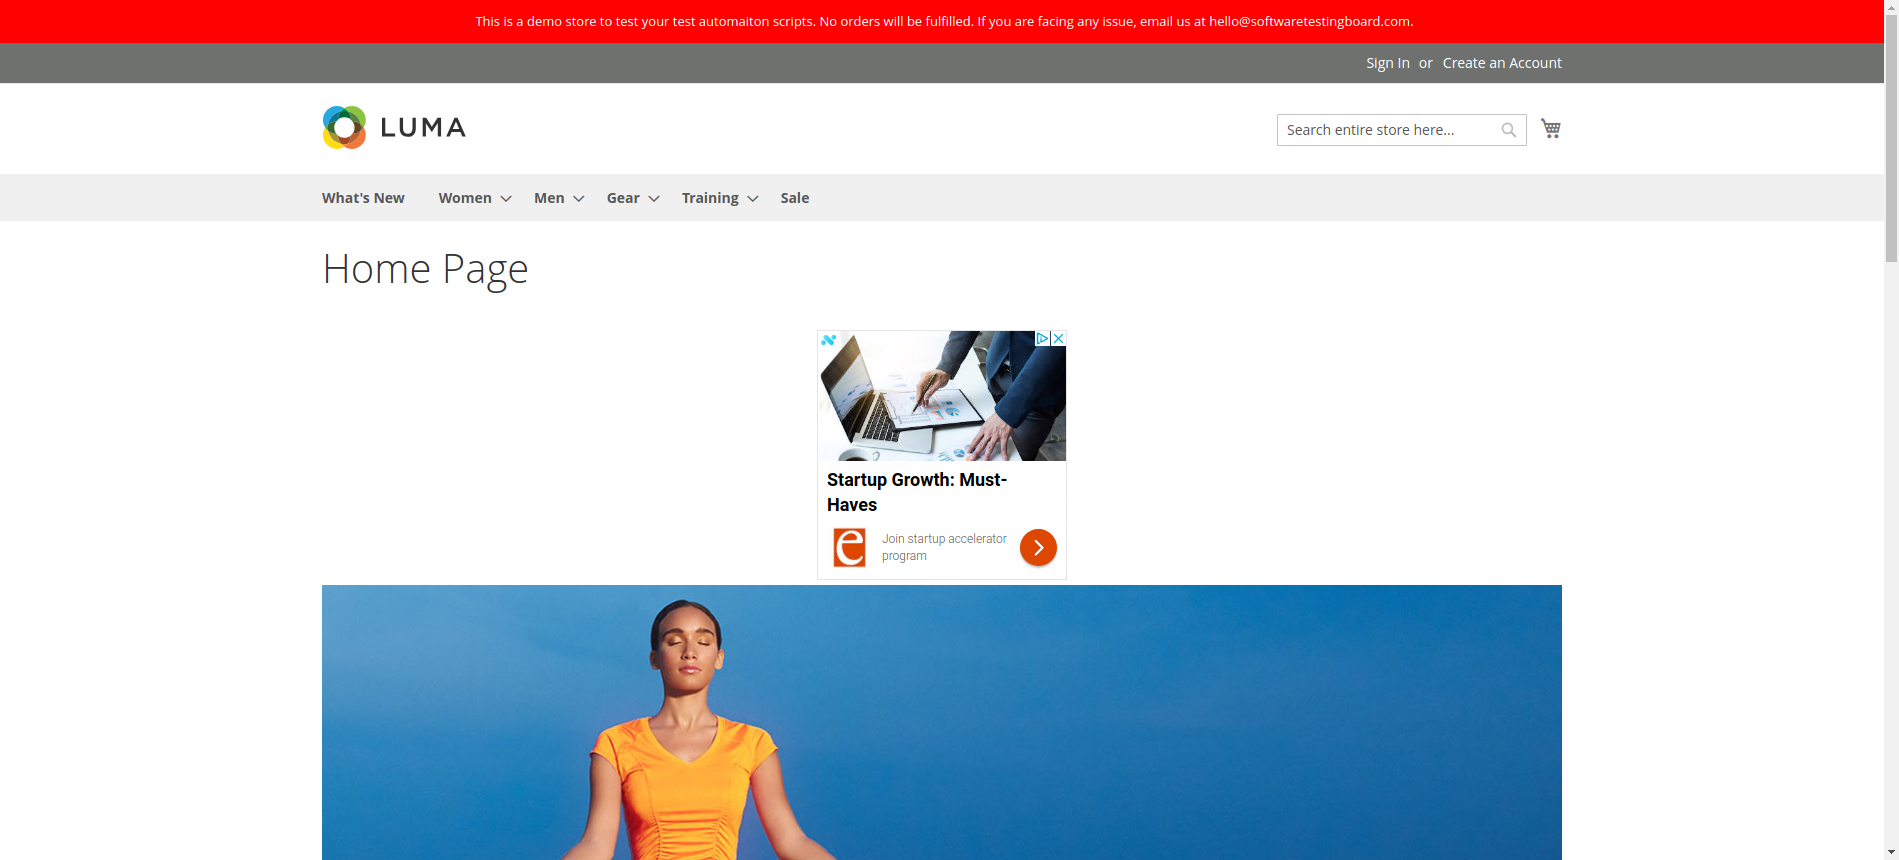 This is a demo store to test your test automaiton scripts. No orders will be fulfilled. If you are facing any issue, email us at hello@softwaretestingboard.com.
Sign In or Create an Account
LUMA
Search entire store here...
What's New Women Men Gear Training Sale
Home Page
Startup Growth: Must-
Haves
e
Join startup accelerator
program